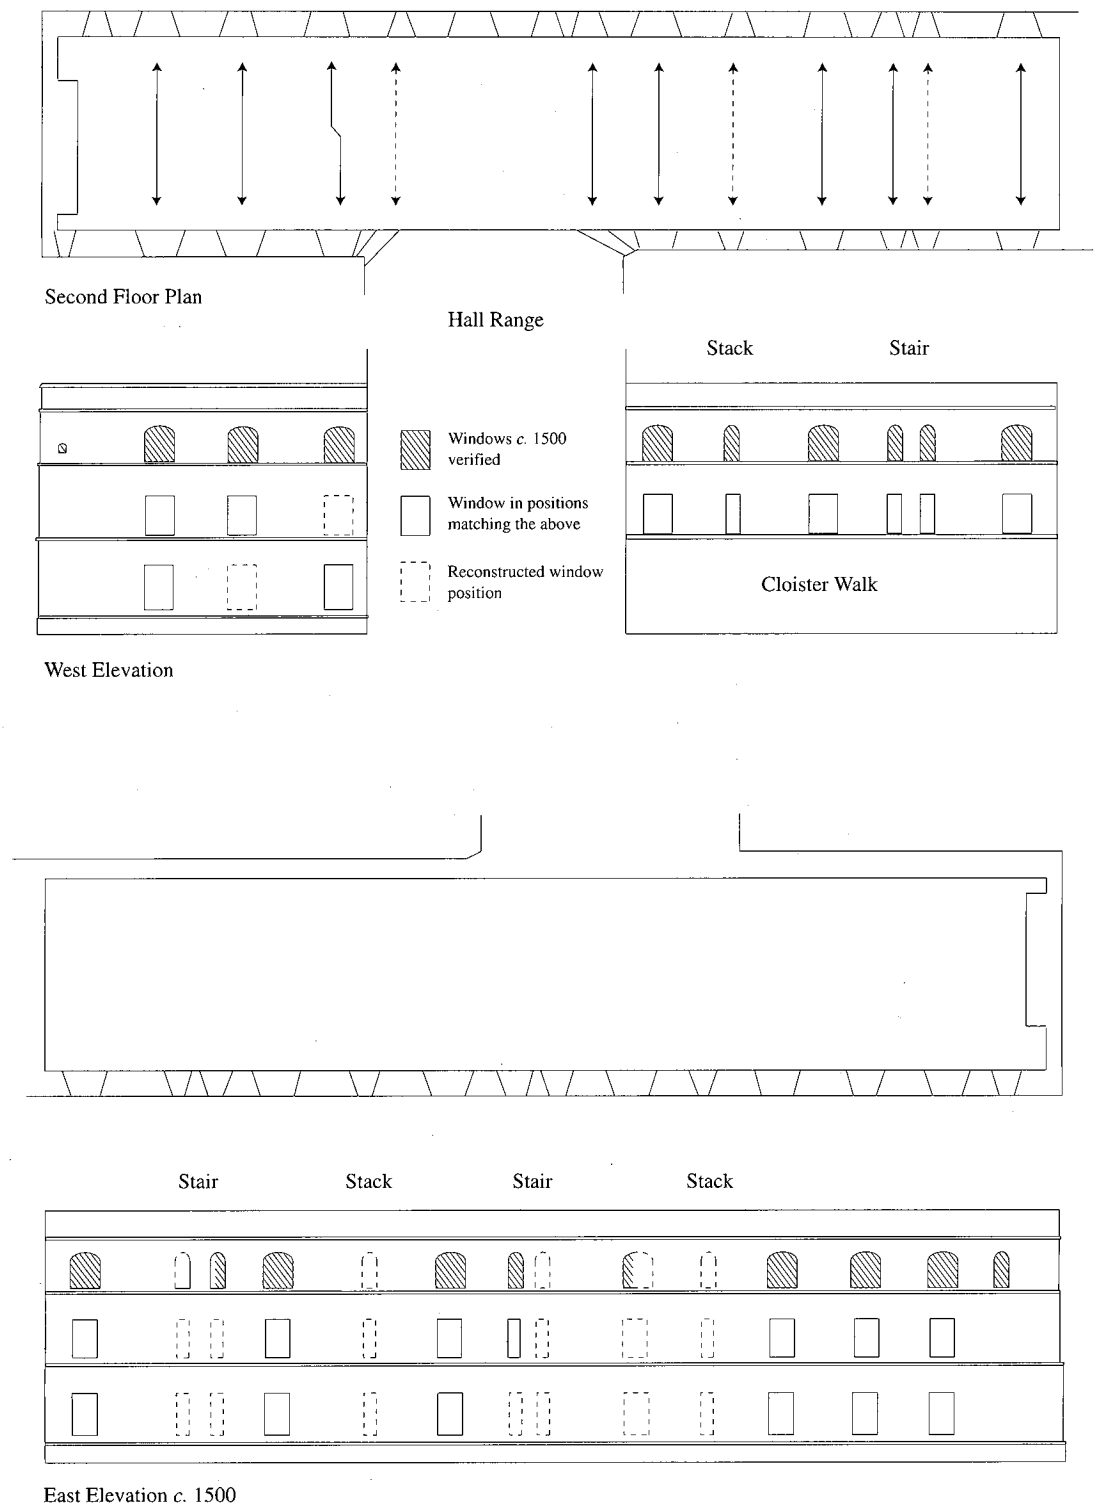 Second Floor Plan
Hall Range
Stack
Stair
Windows c. 1500
verified
Window in positions
matching the above
Reconstructed window
position
Cloister Walk
West Elevation
Stair
Stack
Stair
Stack
East Elevation c. 1500